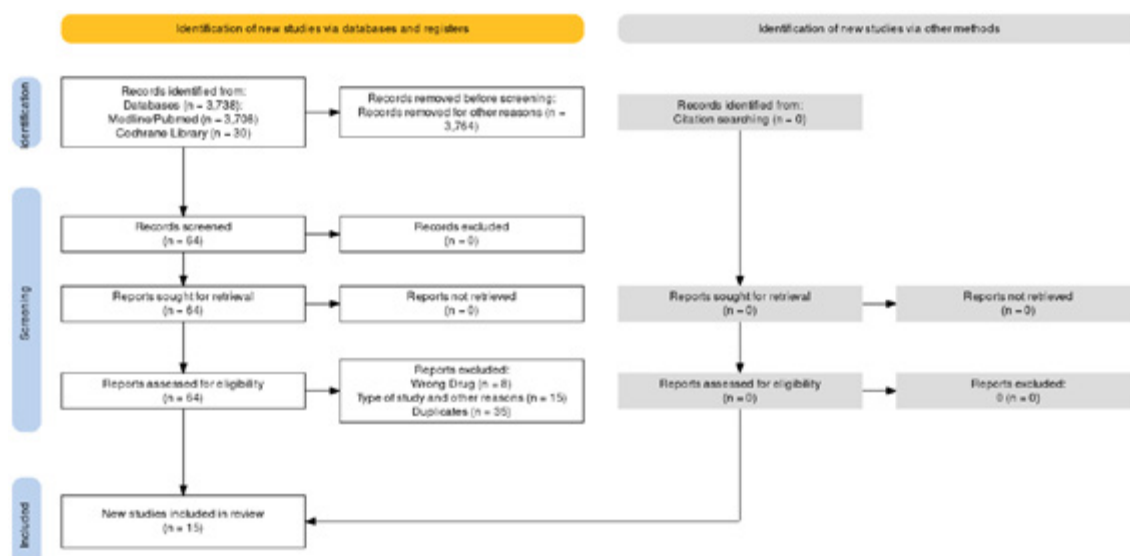 Identification of new studies via databases and registers
Identification of new studies via other methods
Identification
Records identified from:
Databases (n = 3,738):
Medline/Pubmed (n = 3,708)
Cochrane Library (n = 30)
Records removed before screening:
Records removed for other reasons (n =
3,764)
Records identified from:
Citation searching (n = 0)
Screening
Records screened
(n = 64)
Records excluded
(n = 0)
Reports sought for retrieval
(n = 64)
Reports not retrieved
(n = 0)
Reports sought for retrieval
(n = 0)
Reports not retrieved
(n = 0)
Reports assessed for eligibility
(n = 64)
Reports excluded:
Wrong Drug (n = 8)
Type of study and other reasons (n = 15)
Duplicates (n = 35)
Reports assessed for eligibility
(n = 0)
Reports excluded:
0 (n = 0)
Included
New studies included in review
(n = 15)